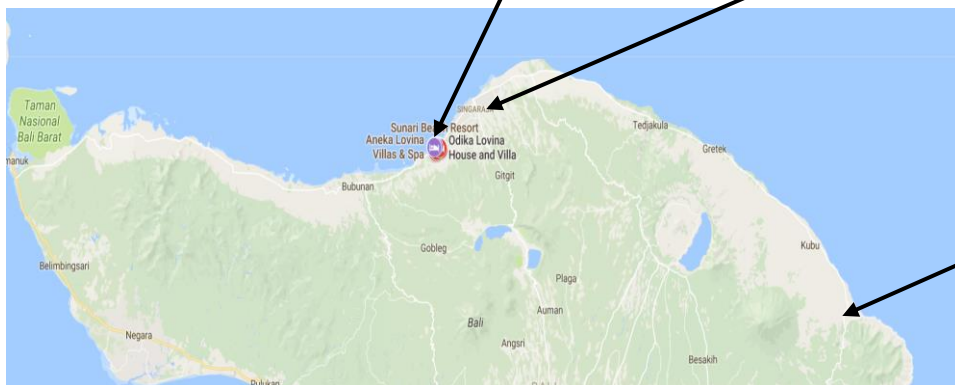 Taman
Nasional
Bali Barat
manuk
SINGARAJA
Sunari Beach Resort
Aneka Lovina
Villas & Spa
Odika Lovina
House and Villa
Tedjakula
Gretek
Bubunan
Gitgit
Gobleg
Kubu
Belimbingsari
Plaga
Auman
Bali
Negara
Angsri
Besakih
Pulukan